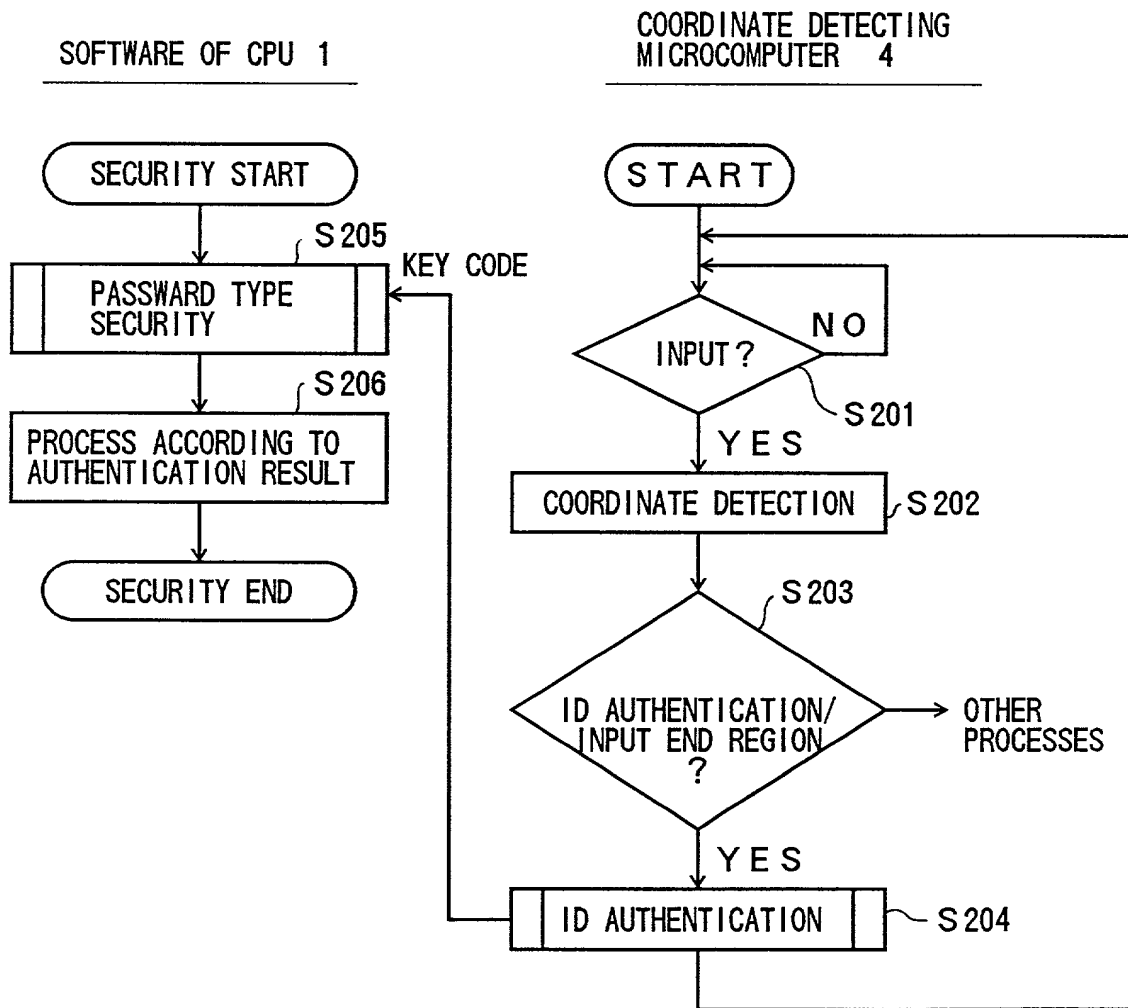 SOFTWARE OF CPU 1
SECURITY START
S205
PASSWARD TYPE
SECURITY
KEY CODE
S206
PROCESS ACCORDING TO
AUTHENTICATION RESULT
SECURITY END
COORDINATE DETECTING
MICROCOMPUTER 4
START
INPUT?
NO
S201
YES
COORDINATE DETECTION
S202
S203
ID AUTHENTICATION/
INPUT END REGION
?
OTHER
PROCESSES
YES
ID AUTHENTICATION
S204